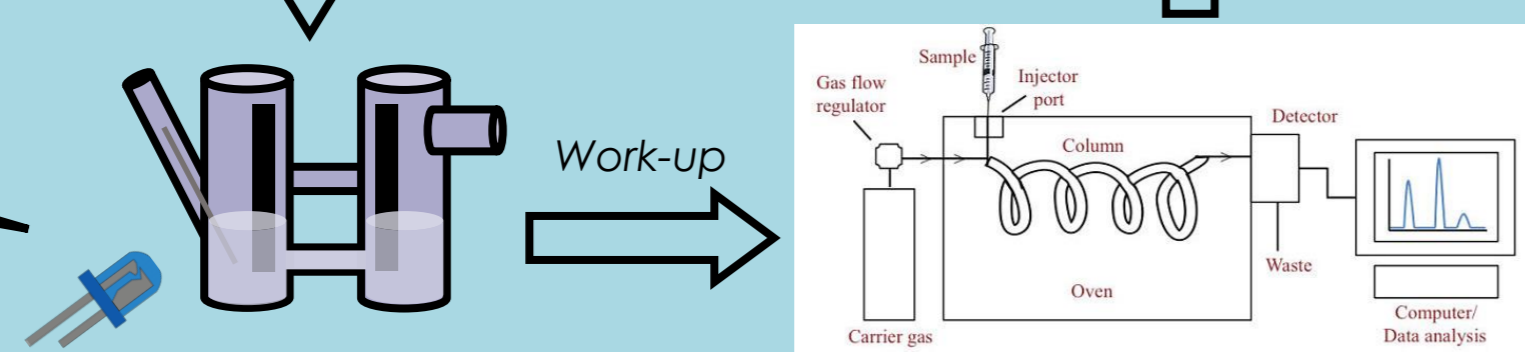 Work-up
Sample
Gas flow
regulator
Injector
port
Column
Detector
Oven
Waste
Carrier gas
Computer/
Data analysis